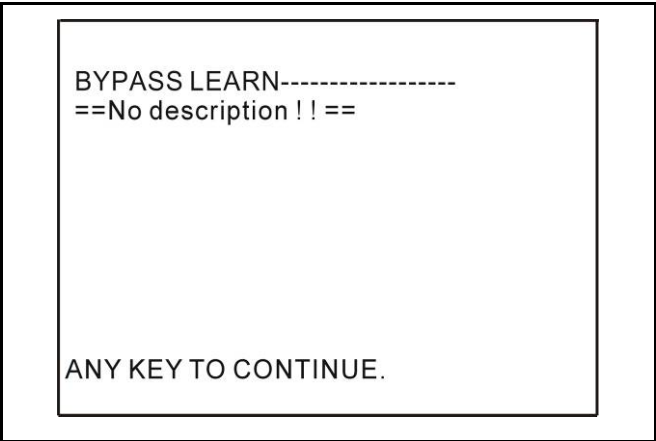 BYPASS LEARN------------------
==No description ! ! ==
ANY KEY TO CONTINUE.